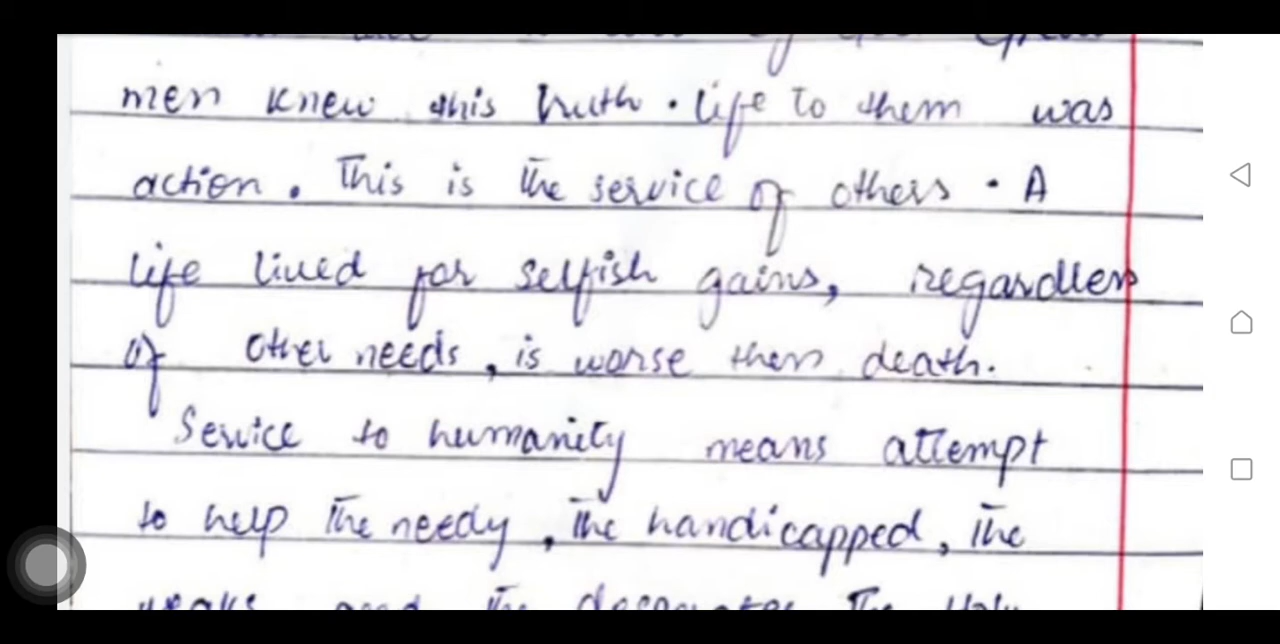 men knew this truth. life to them was
action. This is the service of others. A
life lived for selfish gains, regardless
of other needs, is worse then death.
Service to humanity means attempt
to help the needy, the handicapped, the